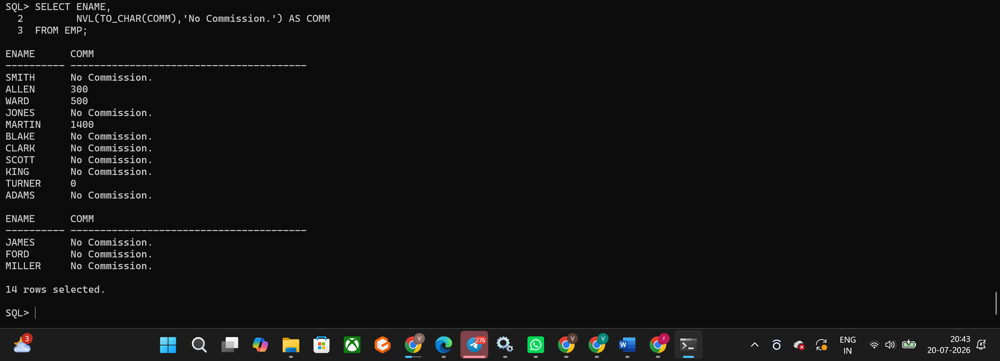 SQL> SELECT ENAME,
  2         NVL(TO_CHAR(COMM),'No Commission.') AS COMM
  3  FROM EMP;
ENAME      COMM
---------- ----------------------------------------
SMITH      No Commission.
ALLEN      300
WARD       500
JONES      No Commission.
MARTIN     1400
BLAKE      No Commission.
CLARK      No Commission.
SCOTT      No Commission.
KING       No Commission.
TURNER     0
ADAMS      No Commission.
ENAME      COMM
---------- ----------------------------------------
JAMES      No Commission.
FORD       No Commission.
MILLER     No Commission.
14 rows selected.
SQL>
3
V
276
V
V
W
r
ENG
IN
20:43
20-07-2026